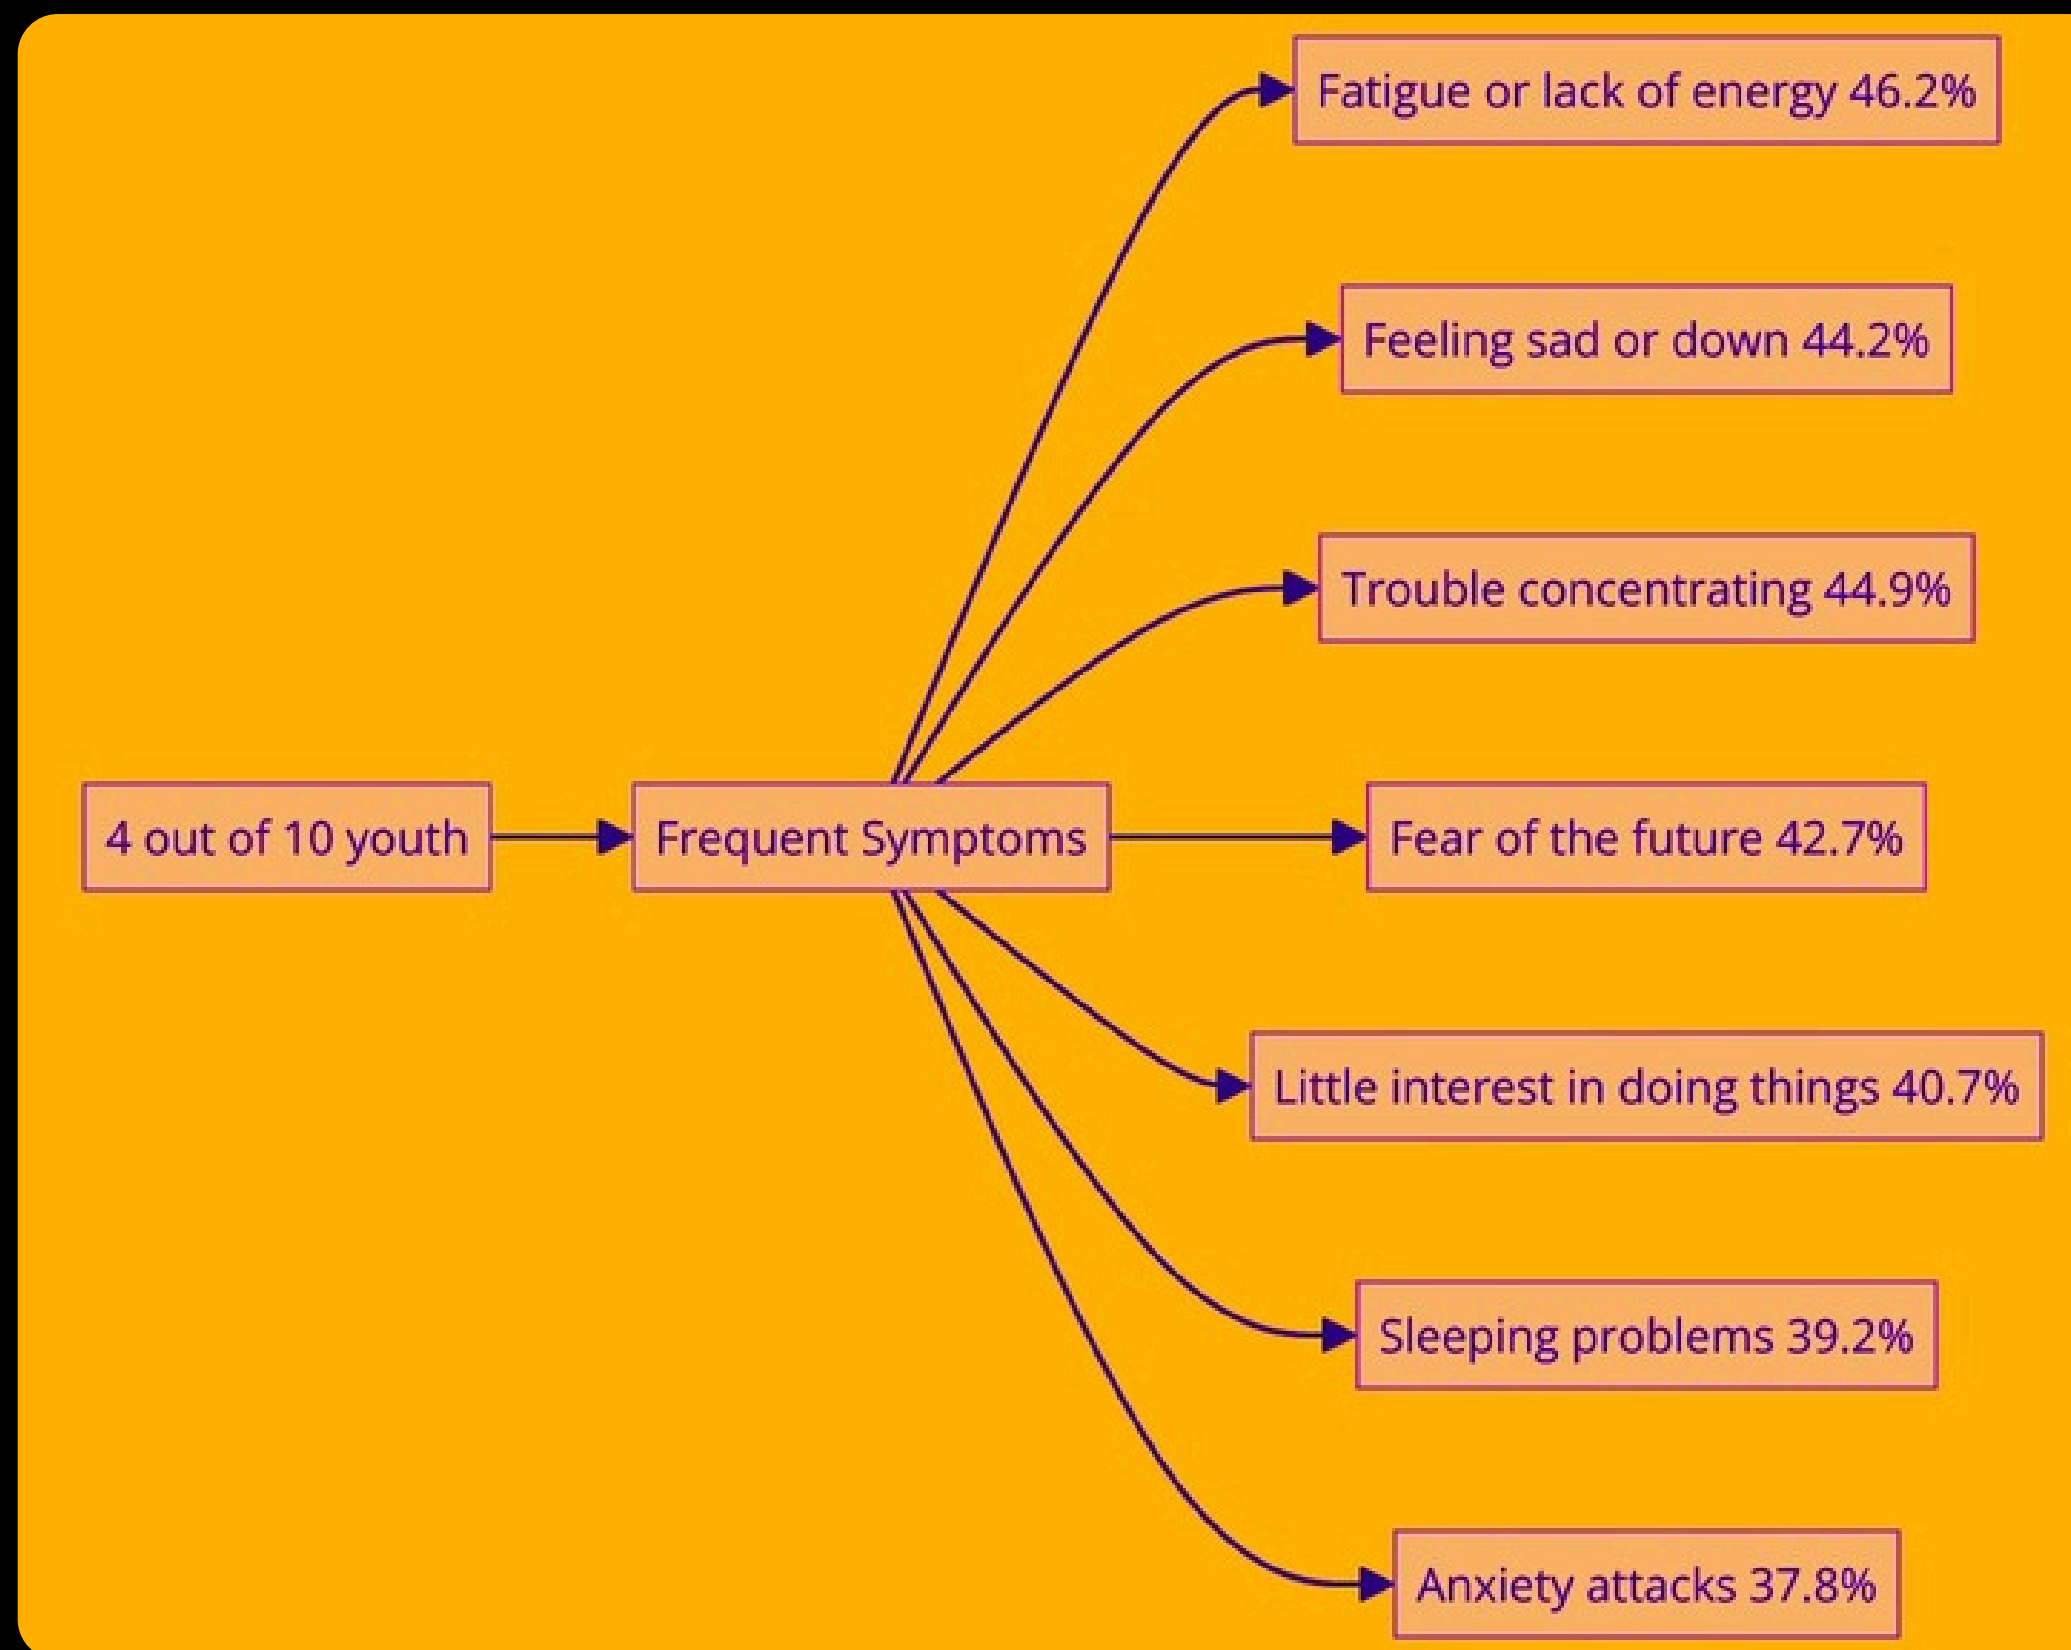 Fatigue or lack of energy 46.2%
Feeling sad or down 44.2%
Trouble concentrating 44.9%
4 out of 10 youth
Frequent Symptoms
Fear of the future 42.7%
Little interest in doing things 40.7%
Sleeping problems 39.2%
Anxiety attacks 37.8%